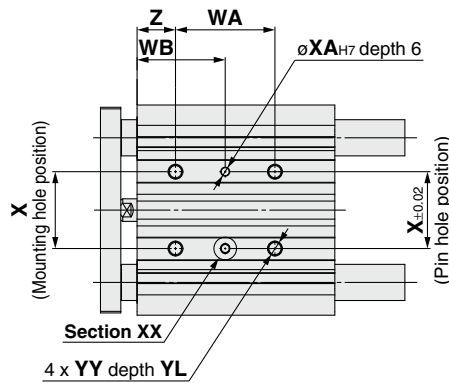 Z WA
WB
øXAH7 depth 6
X
(Mounting hole position)
X±0.02
(Pin hole position)
Section XX
4 x YY depth YL